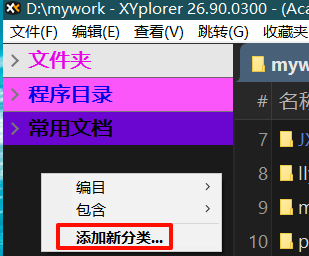 D:\mywork - XYplorer 26.90.0300 - (Aca
文件(F) 编辑(E) 查看(V) 跳转(G) 收藏夹
文件夹
程序目录
常用文档
编目
包含
添加新分类...
myw
# 名称
7 JX
8 lly
9 m
10 p